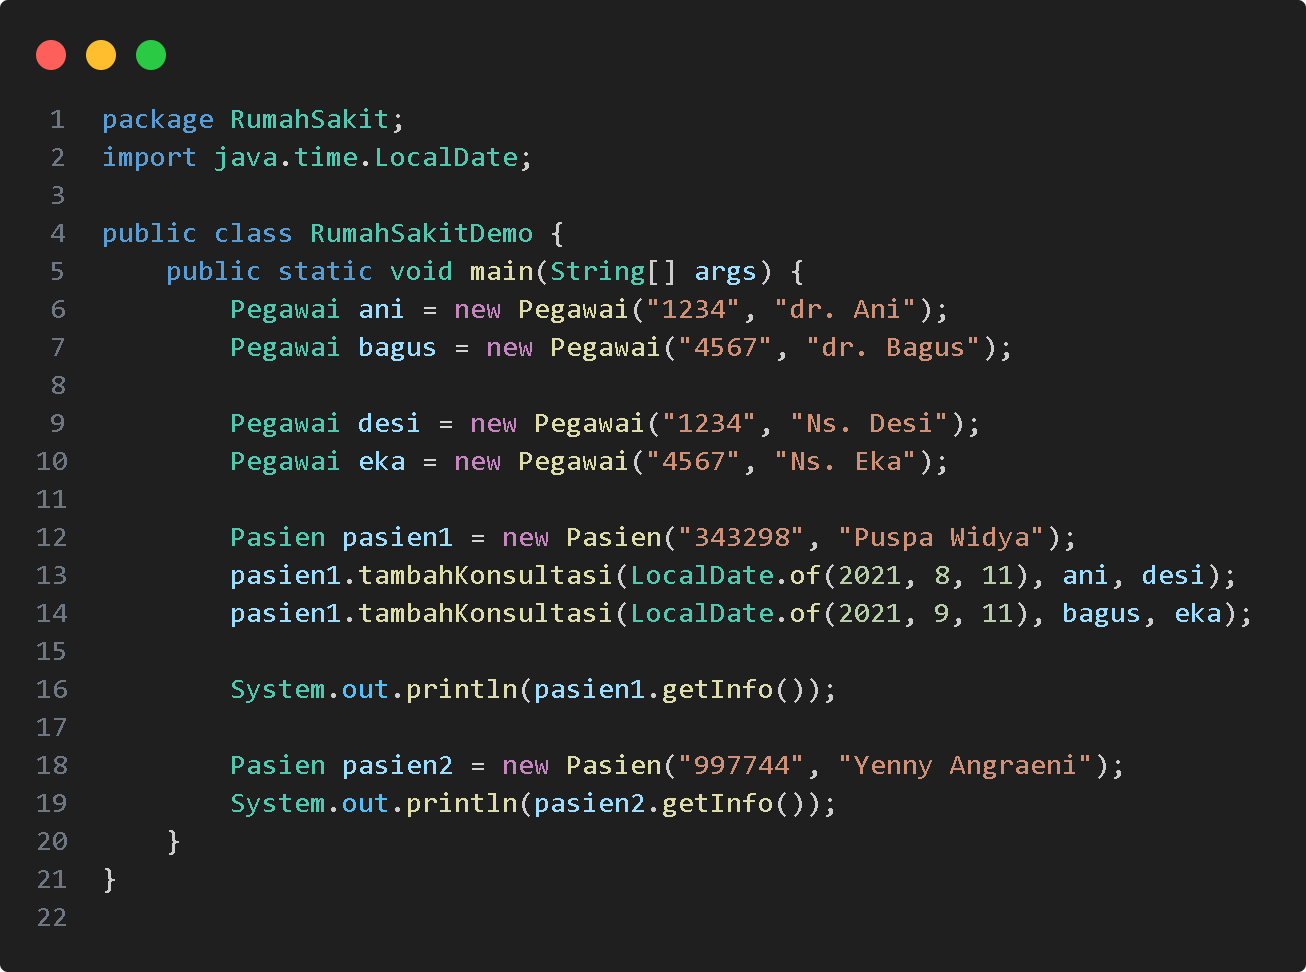 1 package RumahSakit;
2 import java.time.LocalDate;
3
4 public class RumahSakitDemo {
5     public static void main(String[] args) {
6         Pegawai ani = new Pegawai("1234", "dr. Ani");
7         Pegawai bagus = new Pegawai("4567", "dr. Bagus");
8
9         Pegawai desi = new Pegawai("1234", "Ns. Desi");
10         Pegawai eka = new Pegawai("4567", "Ns. Eka");
11
12         Pasien pasien1 = new Pasien("343298", "Puspa Widya");
13         pasien1.tambahKonsultasi(LocalDate.of(2021, 8, 11), ani, desi);
14         pasien1.tambahKonsultasi(LocalDate.of(2021, 9, 11), bagus, eka);
15
16         System.out.println(pasien1.getInfo());
17
18         Pasien pasien2 = new Pasien("997744", "Yenny Angraeni");
19         System.out.println(pasien2.getInfo());
20     }
21 }
22